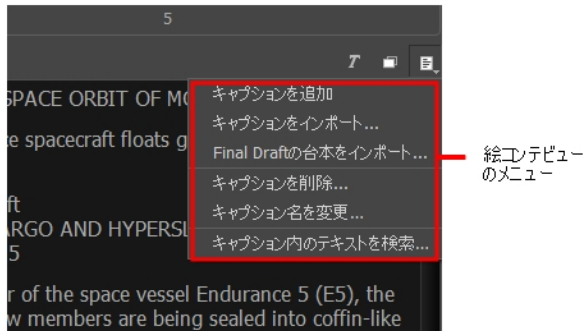 5
T
SPACE ORBIT OF MO
キャプションを追加
キャプションをインポート...
e spacecraft floats g
Final Draftの台本をインポート...
絵コンテビュー
のメニュー
キャプションを削除...
ft
キャプション名を変更...
ARGO AND HYPERSL
5
キャプション内のテキストを検索...
r of the space vessel Endurance 5 (E5), the
w members are being sealed into coffin-like